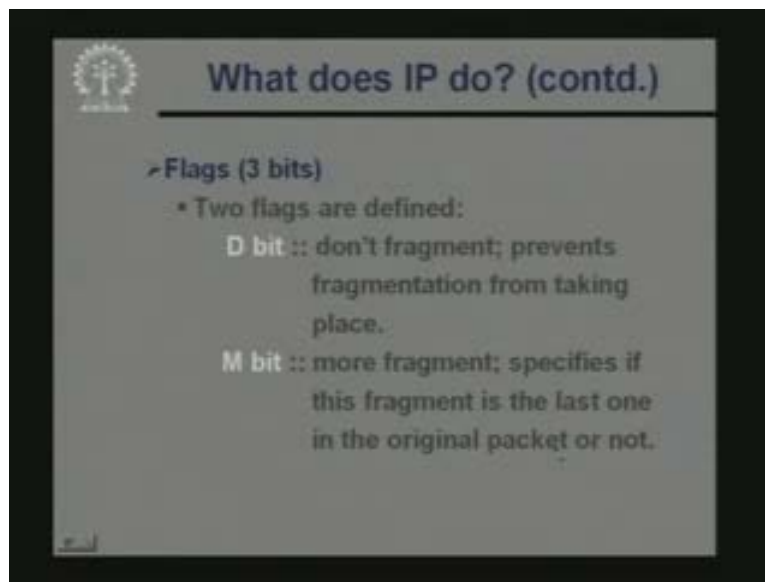 What does IP do? (contd.)
➢Flags (3 bits)
• Two flags are defined:
D bit :: don't fragment; prevents
fragmentation from taking
place.
M bit :: more fragment; specifies if
this fragment is the last one
in the original packet or not.